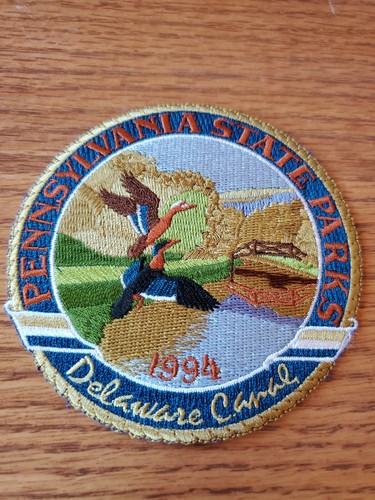 PENNSYLVANIA STATE PARKS
1994
Delaware Canal